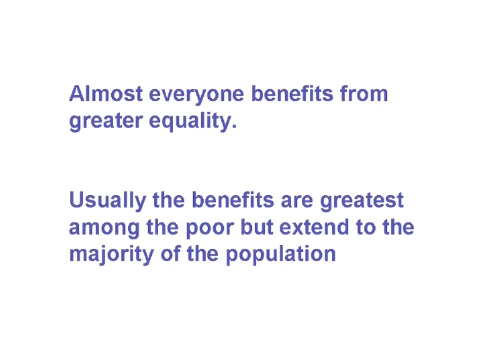 Almost everyone benefits from
greater equality.
Usually the benefits are greatest
among the poor but extend to the
majority of the population